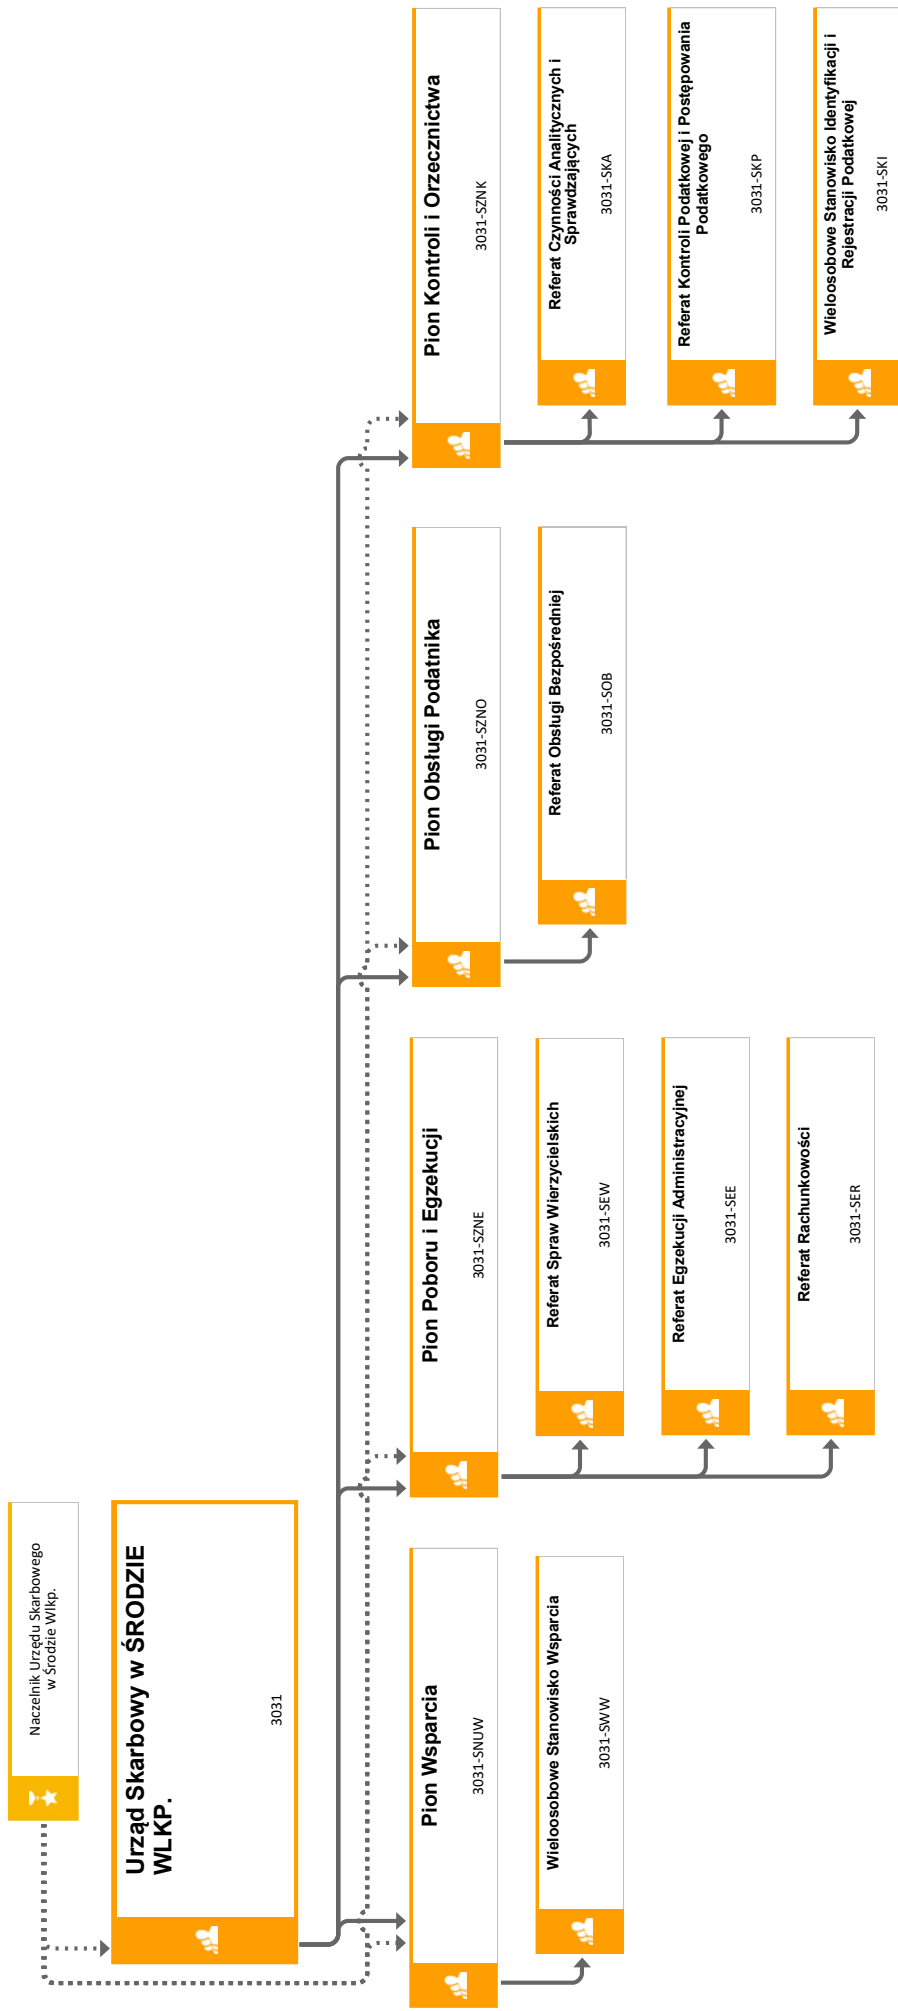 Naczelnik Urzędu Skarbowego
w Środzie Wlkp.
Urząd Skarbowy w ŚRODZIE
WLKP.
3031
Pion Wsparcia
3031-SNUW
Wieloosobowe Stanowisko Wsparcia
3031-SWW
Pion Poboru i Egzekucji
3031-SZNE
Referat Spraw Wierzycielskich
3031-SEW
Referat Egzekucji Administracyjnej
3031-SEE
Referat Rachunkowości
3031-SER
Pion Obsługi Podatnika
3031-SZNO
Referat Obsługi Bezpośredniej
3031-SOB
Pion Kontroli i Orzecznictwa
3031-SZNK
Referat Czynności Analitycznych i
Sprawdzających
3031-SKA
Referat Kontroli Podatkowej i Postępowania
Podatkowego
3031-SKP
Wieloosobowe Stanowisko Identyfikacji i
Rejestracji Podatkowej
3031-SKI